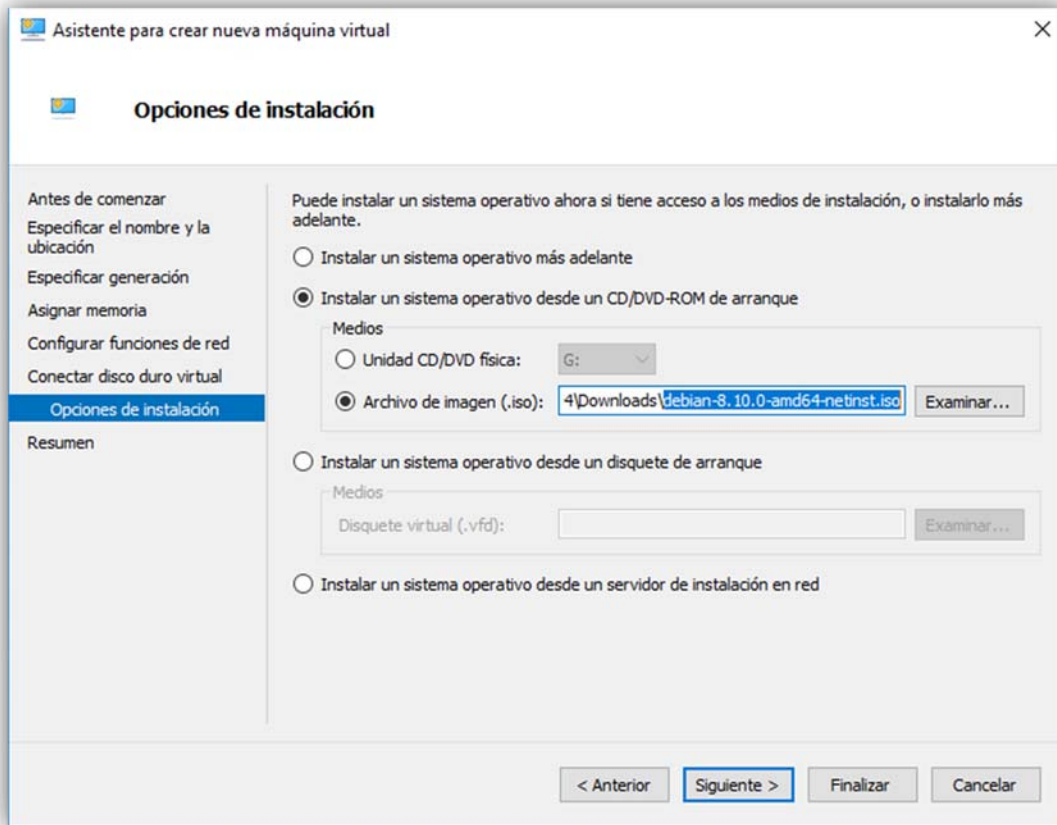 Asistente para crear nueva máquina virtual
Opciones de instalación
Antes de comenzar
Especificar el nombre y la
ubicación
Especificar generación
Asignar memoria
Configurar funciones de red
Conectar disco duro virtual
Opciones de instalación
Resumen
Puede instalar un sistema operativo ahora si tiene acceso a los medios de instalación, o instalarlo más
adelante.
Instalar un sistema operativo más adelante
Instalar un sistema operativo desde un CD/DVD-ROM de arranque
Medios
Unidad CD/DVD física: G:
Archivo de imagen (.iso): 4\Downloads\debian-8.10.0-amd64-netinst.iso Examinar...
Instalar un sistema operativo desde un disquete de arranque
Medios
Disquete virtual (.vfd): Examinar...
Instalar un sistema operativo desde un servidor de instalación en red
< Anterior Siguiente > Finalizar Cancelar